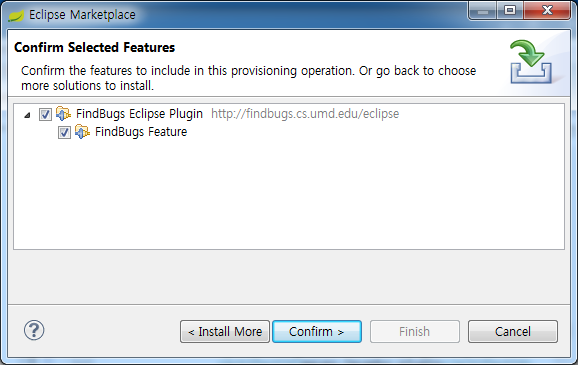 Eclipse Marketplace
Confirm Selected Features
Confirm the features to include in this provisioning operation. Or go back to choose
more solutions to install.
FindBugs Eclipse Plugin http://findbugs.cs.umd.edu/eclipse
FindBugs Feature
?
< Install More Confirm > Finish Cancel